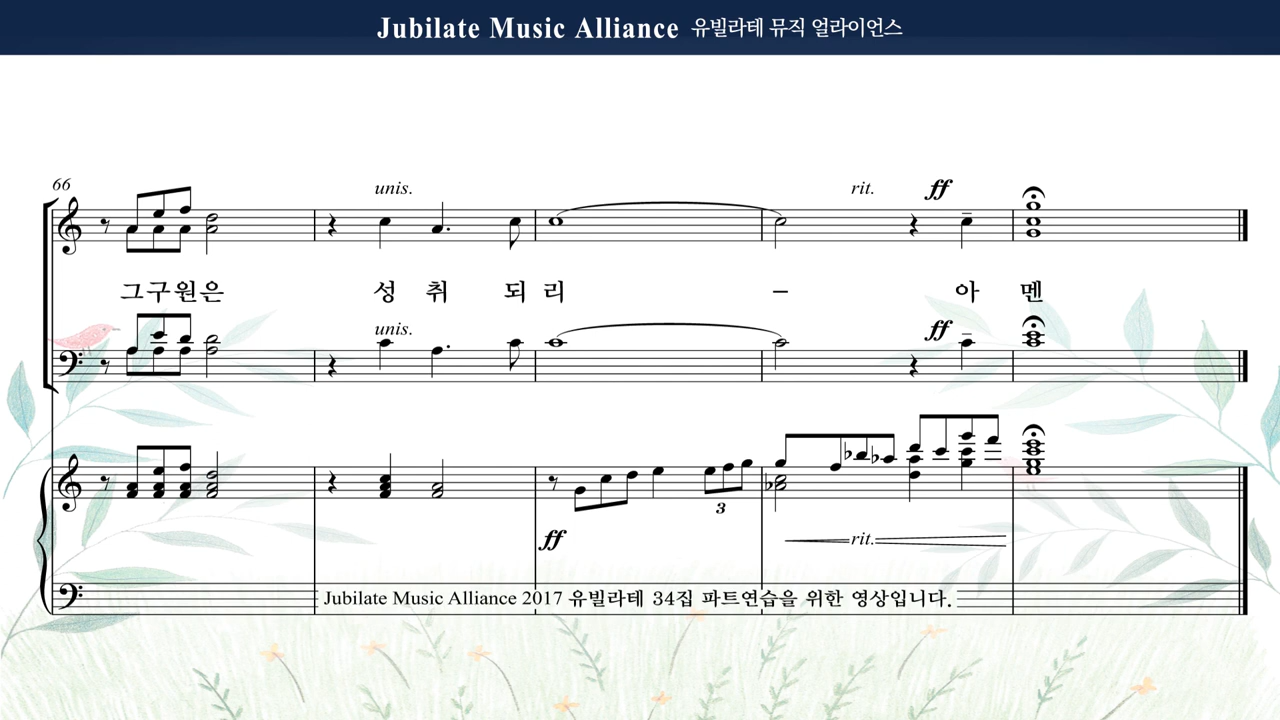 Jubilate Music Alliance 유빌라테 뮤직 얼라이언스
66
unis.
rit.
ff
그구원은 성 취 되 리 – 아 멘
unis.
ff
3
ff
rit.
Jubilate Music Alliance 2017 유빌라테 34집 파트연습을 위한 영상입니다.